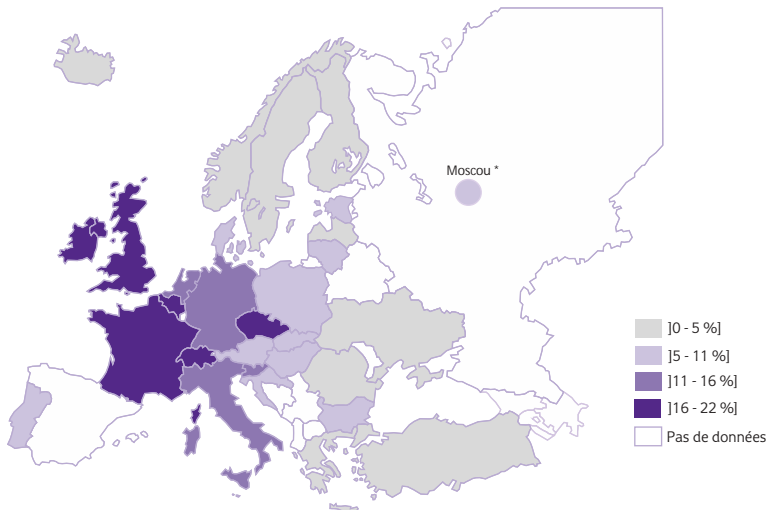 Moscou *
]0 - 5 %]
]5 - 11 %]
]11 - 16 %]
]16 - 22 %]
Pas de données